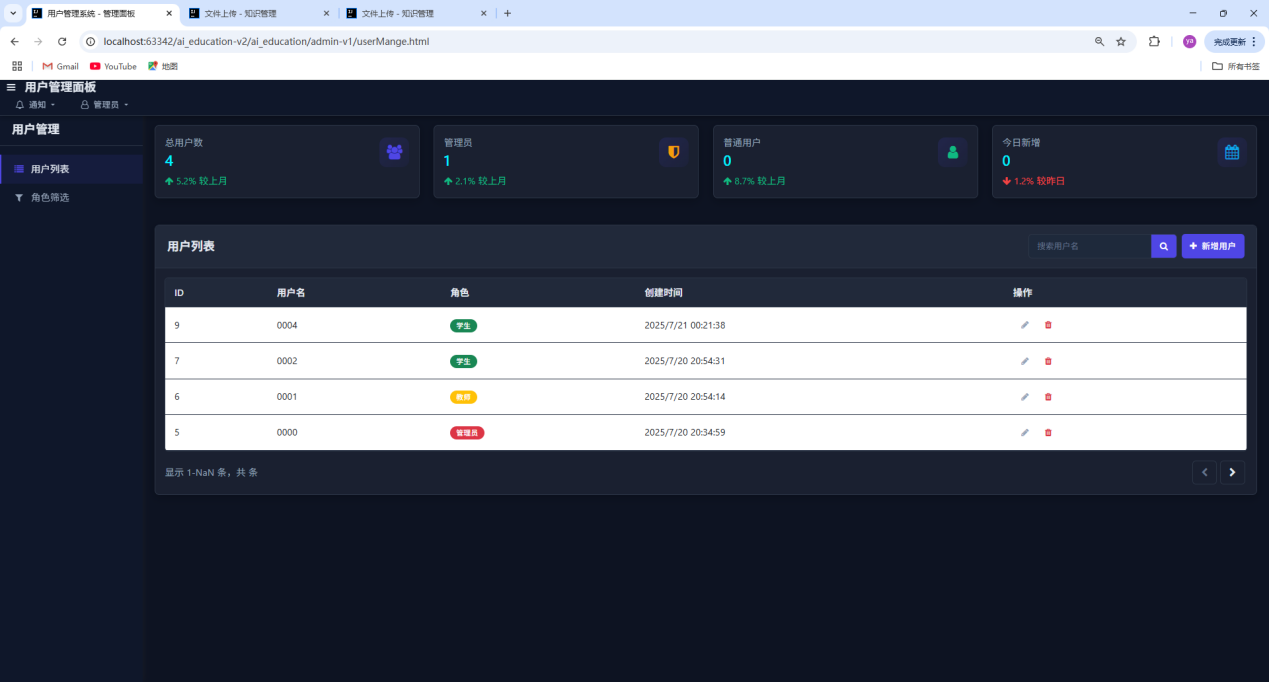 用户管理系统 - 管理面板
文件上传 - 知识管理
文件上传 - 知识管理
localhost:63342/ai_education-v2/ai_education/admin-v1/userMange.html
ya
完成更新
Gmail
YouTube
地图
所有书签
用户管理面板
通知
管理员
用户管理
用户列表
角色筛选
总用户数
4
5.2% 较上月
管理员
1
2.1% 较上月
普通用户
0
8.7% 较上月
今日新增
0
1.2% 较昨日
用户列表
搜索用户名
新增用户
ID 用户名 角色 创建时间 操作
9 0004 学生 2025/7/21 00:21:38
7 0002 学生 2025/7/20 20:54:31
6 0001 教师 2025/7/20 20:54:14
5 0000 管理员 2025/7/20 20:34:59
显示 1-NaN 条，共 条